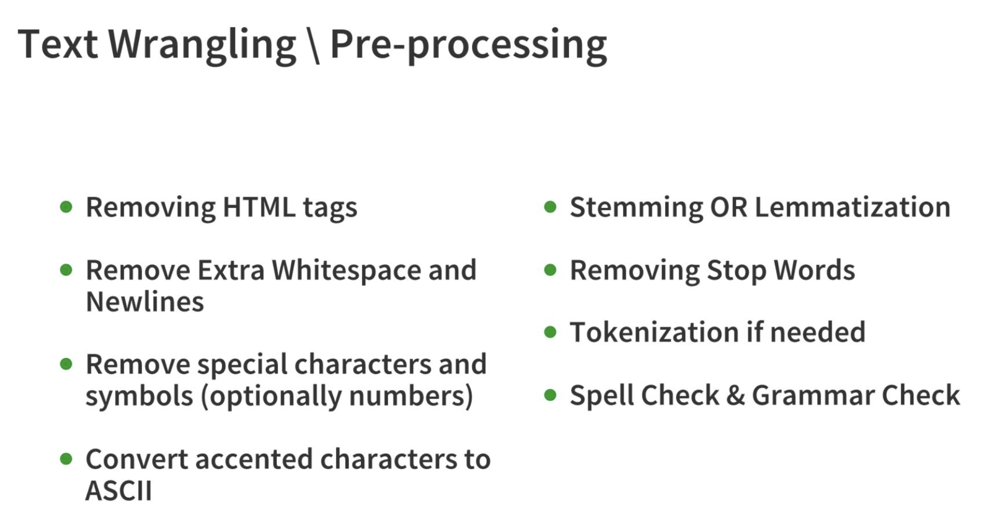 Text Wrangling \ Pre-processing
Removing HTML tags
Remove Extra Whitespace and
Newlines
Remove special characters and
symbols (optionally numbers)
Convert accented characters to
ASCII
Stemming OR Lemmatization
Removing Stop Words
Tokenization if needed
Spell Check & Grammar Check